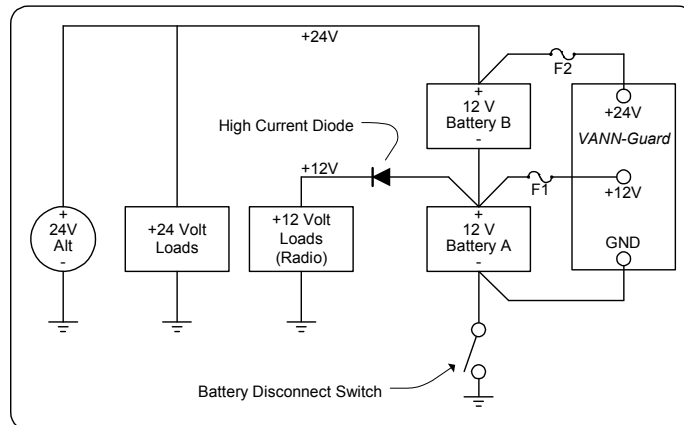 +24V
F2
+
12 V
Battery B
-
+24V
VANN-Guard
High Current Diode
+12V
F1
+12V
+
24V
Alt
-
+24 Volt
Loads
+12 Volt
Loads
(Radio)
+
12 V
Battery A
-
GND
Battery Disconnect Switch